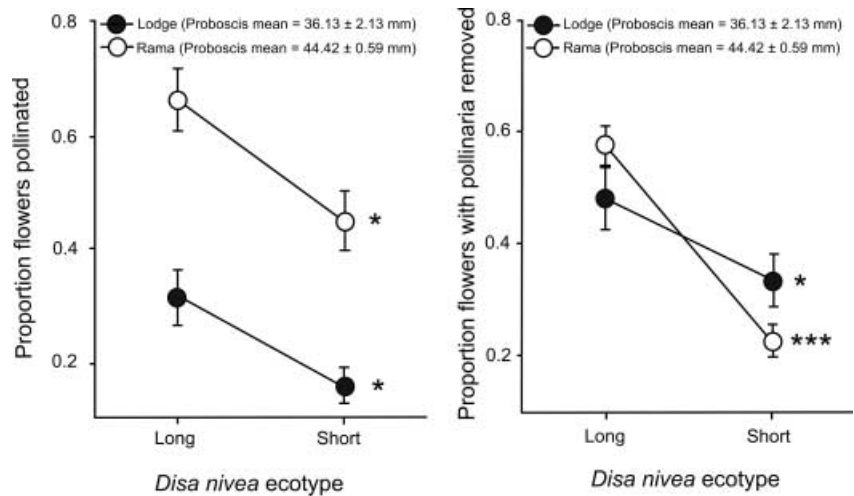 Proportion flowers pollinated
0.8
0.6
0.4
0.2
Lodge (Proboscis mean = 36.13 ± 2.13 mm)
Rama (Proboscis mean = 44.42 ± 0.59 mm)
*
*
Long Short
Disa nivea ecotype
Proportion flowers with pollinaria removed
0.8
0.6
0.4
0.2
Lodge (Proboscis mean = 36.13 ± 2.13 mm)
Rama (Proboscis mean = 44.42 ± 0.59 mm)
*
***
Long Short
Disa nivea ecotype